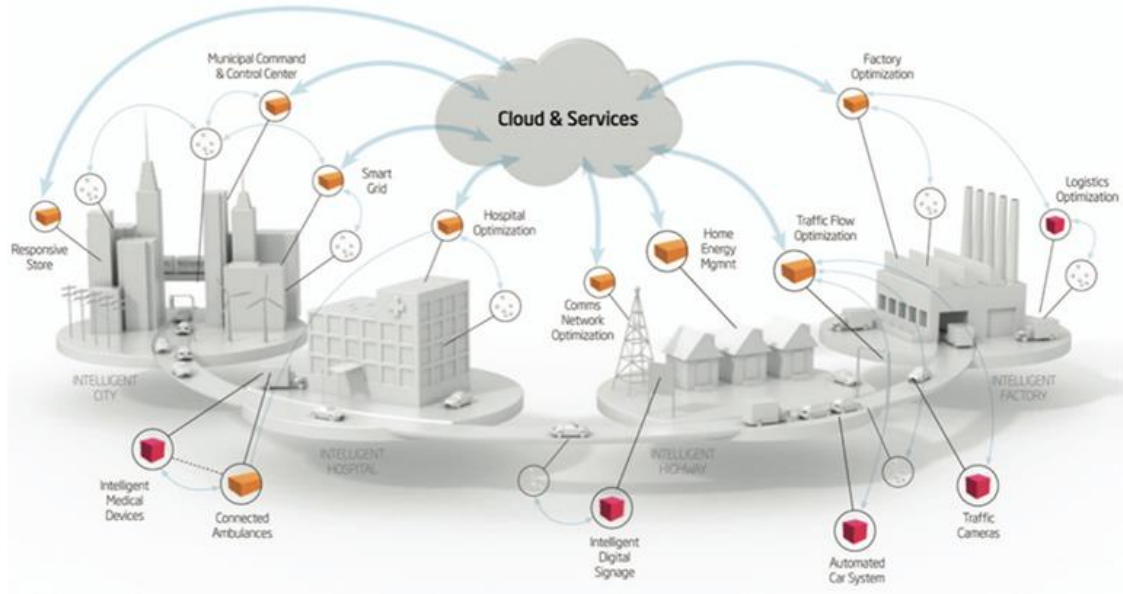 Municipal Command
& Control Center
Cloud & Services
Factory
Optimization
Smart
Grid
Logistics
Optimization
Responsive
Store
Hospital
Optimization
Home
Energy
Mgmnt
Traffic Flow
Optimization
Comms
Network
Optimization
INTELLIGENT
CITY
INTELLIGENT
FACTORY
INTELLIGENT
HOSPITAL
INTELLIGENT
HIGHWAY
Intelligent
Medical
Devices
Connected
Ambulances
Intelligent
Digital
Signage
Automated
Car System
Traffic
Cameras